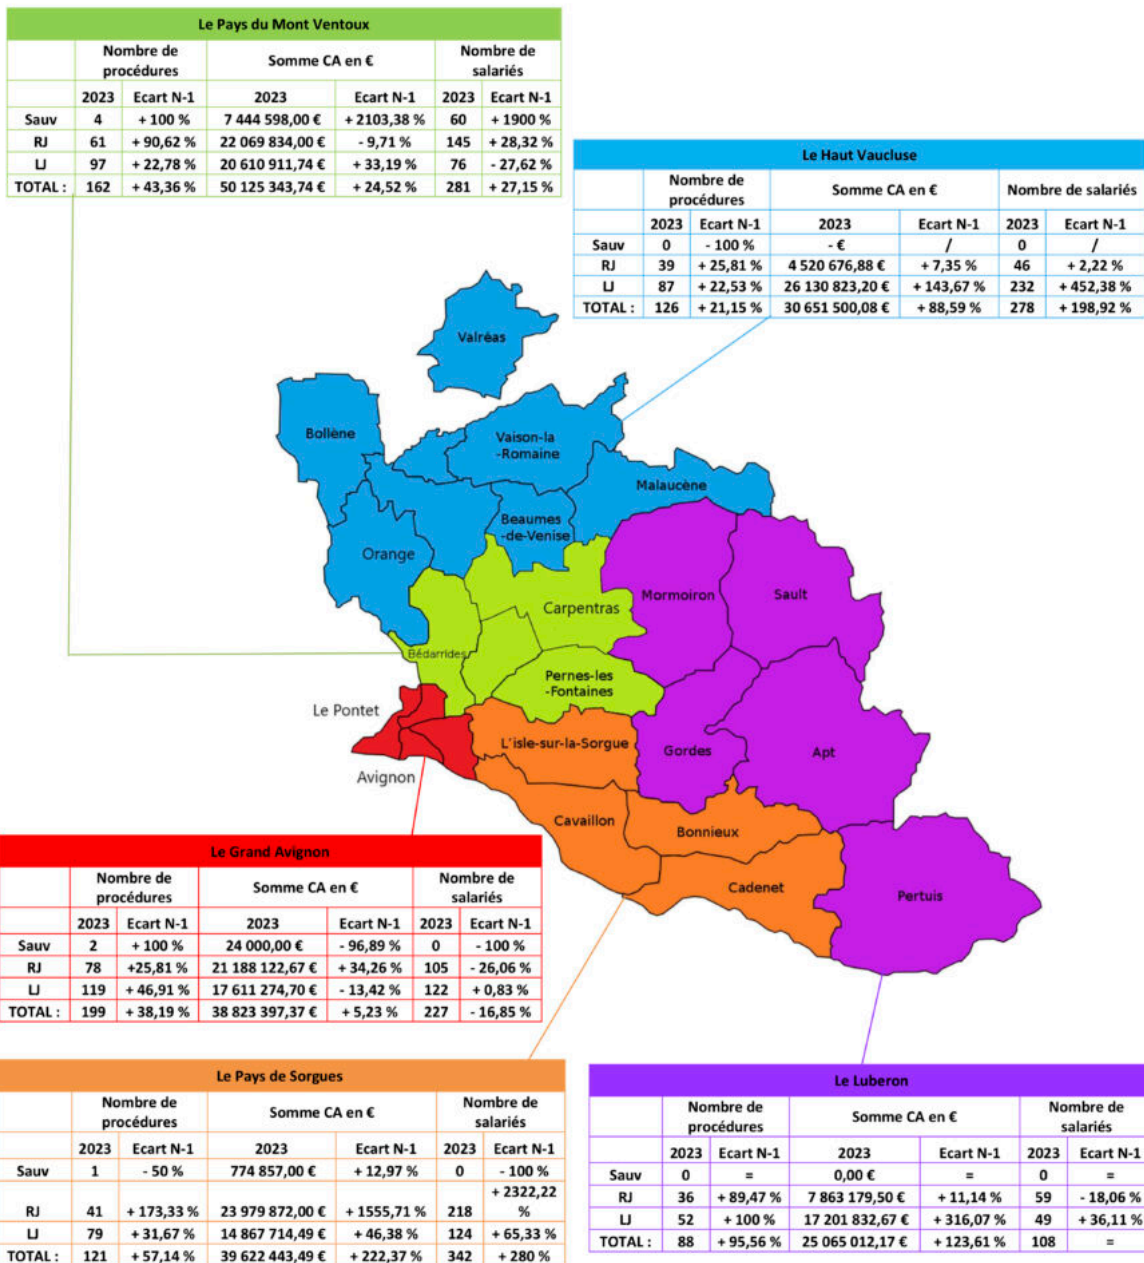 Le Pays du Mont Ventoux
Nombre de procédures Somme CA en € Nombre de salariés
2023 Ecart N-1 2023 Ecart N-1 2023 Ecart N-1
Sauv 4 + 100 % 7 444 598,00 € + 2103,38 % 60 + 1900 %
RJ 61 + 90,62 % 22 069 834,00 € - 9,71 % 145 + 28,32 %
LJ 97 + 22,78 % 20 610 911,74 € + 33,19 % 76 - 27,62 %
TOTAL : 162 + 43,36 % 50 125 343,74 € + 24,52 % 281 + 27,15 %
Le Haut Vaucluse
Nombre de procédures Somme CA en € Nombre de salariés
2023 Ecart N-1 2023 Ecart N-1 2023 Ecart N-1
Sauv 0 - 100 % - € / 0 /
RJ 39 + 25,81 % 4 520 676,88 € + 7,35 % 46 + 2,22 %
LJ 87 + 22,53 % 26 130 823,20 € + 143,67 % 232 + 452,38 %
TOTAL : 126 + 21,15 % 30 651 500,08 € + 88,59 % 278 + 198,92 %
Valréas
Bollène
Vaison-la
-Romaine
Malaucène
Beaumes
-de-Venise
Orange
Carpentras
Mormoiron
Sault
Bédarrides
Pernes-les
-Fontaines
Le Pontet
L'isle-sur-la-Sorgue
Gordes
Apt
Avignon
Cavaillon
Bonnieux
Cadenet
Pertuis
Le Grand Avignon
Nombre de procédures Somme CA en € Nombre de salariés
2023 Ecart N-1 2023 Ecart N-1 2023 Ecart N-1
Sauv 2 + 100 % 24 000,00 € - 96,89 % 0 - 100 %
RJ 78 +25,81 % 21 188 122,67 € + 34,26 % 105 - 26,06 %
LJ 119 + 46,91 % 17 611 274,70 € - 13,42 % 122 + 0,83 %
TOTAL : 199 + 38,19 % 38 823 397,37 € + 5,23 % 227 - 16,85 %
Le Pays de Sorgues
Nombre de procédures Somme CA en € Nombre de salariés
2023 Ecart N-1 2023 Ecart N-1 2023 Ecart N-1
Sauv 1 - 50 % 774 857,00 € + 12,97 % 0 - 100 %
RJ 41 + 173,33 % 23 979 872,00 € + 1555,71 % 218 + 2322,22 %
LJ 79 + 31,67 % 14 867 714,49 € + 46,38 % 124 + 65,33 %
TOTAL : 121 + 57,14 % 39 622 443,49 € + 222,37 % 342 + 280 %
Le Luberon
Nombre de procédures Somme CA en € Nombre de salariés
2023 Ecart N-1 2023 Ecart N-1 2023 Ecart N-1
Sauv 0 = 0,00 € = 0 =
RJ 36 + 89,47 % 7 863 179,50 € + 11,14 % 59 - 18,06 %
LJ 52 + 100 % 17 201 832,67 € + 316,07 % 49 + 36,11 %
TOTAL : 88 + 95,56 % 25 065 012,17 € + 123,61 % 108 =